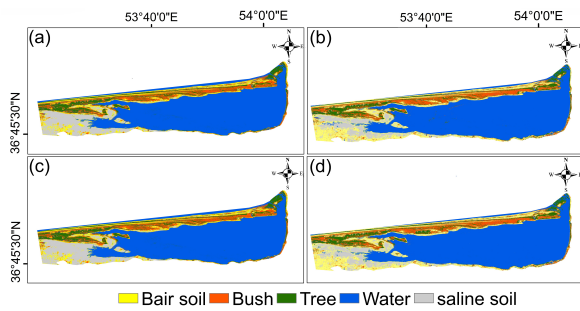 53°40'0"E 54°0'0"E 53°40'0"E 54°0'0"E
(a) N W E S
(b) N W E S
36°45'30"N
(c) N W E S
(d) N W E S
36°45'30"N
Bair soil Bush Tree Water saline soil